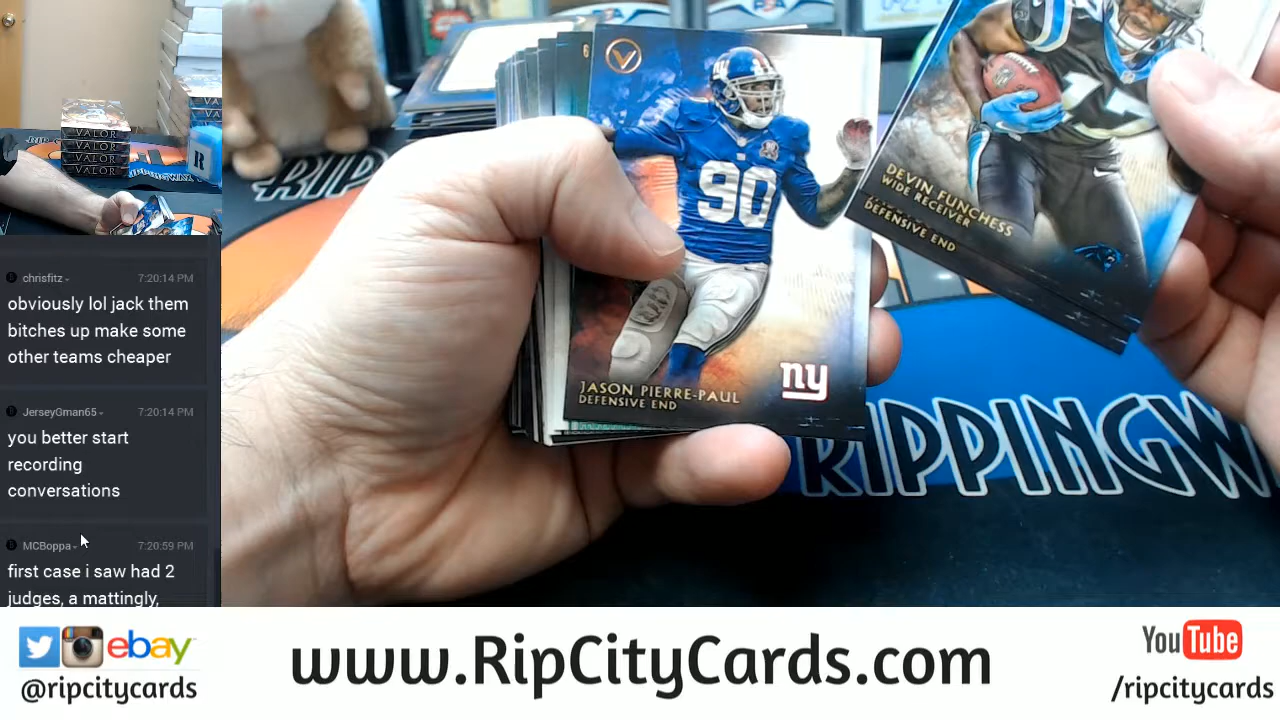 VALOR
VALOR
VALOR
VALOR
R
chrisfitz
7:20:14 PM
obviously lol jack them
bitches up make some
other teams cheaper
JerseyGman65
7:20:14 PM
you better start
recording
conversations
MCBoppa
7:20:59 PM
first case i saw had 2
judges, a mattingly,
RIP
V
NY
90
ny
JASON PIERRE-PAUL
DEFENSIVE END
17
DEVIN FUNCHESS
WIDE RECEIVER
DEFENSIVE END
RIPPINGW
ebay
@ripcitycards
www.RipCityCards.com
YouTube
/ripcitycards